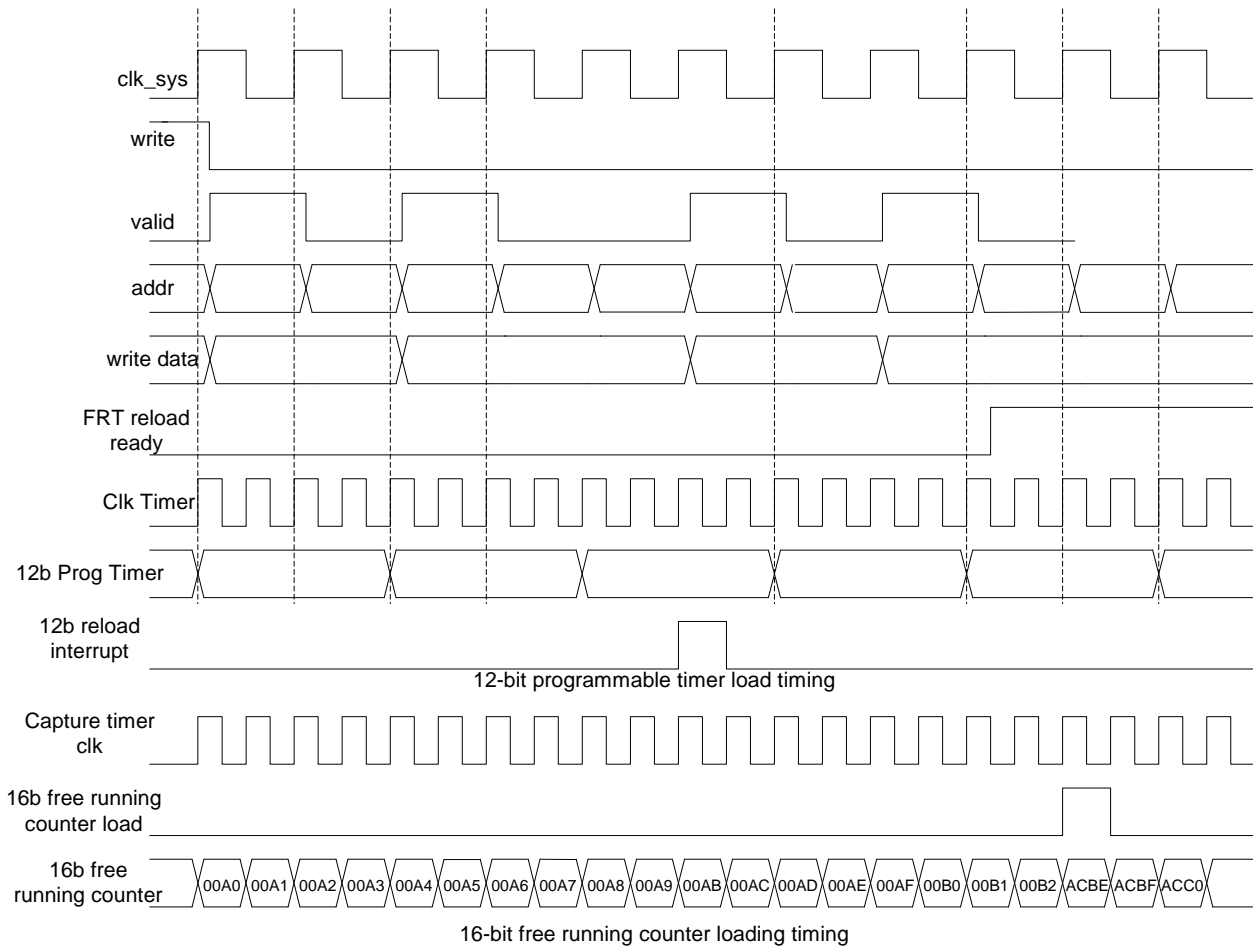 clk_sys
write
valid
addr
write data
FRT reload
ready
Clk Timer
12b Prog Timer
12b reload
interrupt
12-bit programmable timer load timing
Capture timer
clk
16b free running
counter load
16b free
running counter
00A0 00A1 00A2 00A3 00A4 00A5 00A6 00A7 00A8 00A9 00AB 00AC 00AD 00AE 00AF 00B0 00B1 00B2 ACBE ACBF ACC0
16-bit free running counter loading timing